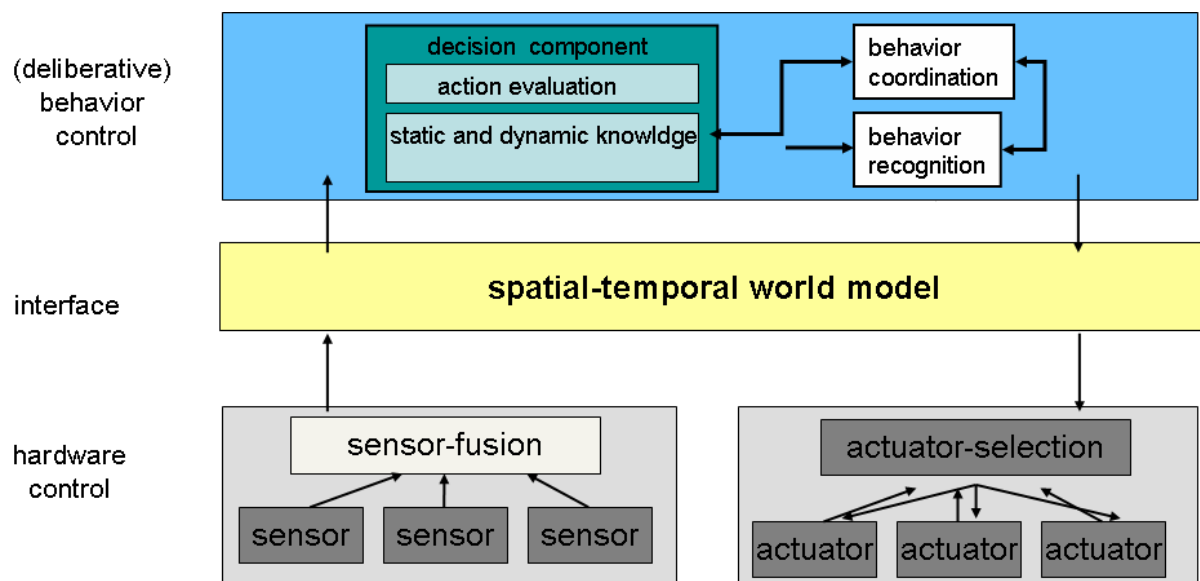 (deliberative)
behavior
control
decision component
action evaluation
static and dynamic knowldge
behavior
coordination
behavior
recognition
interface
spatial-temporal world model
hardware
control
sensor-fusion
sensor
sensor
sensor
actuator-selection
actuator
actuator
actuator